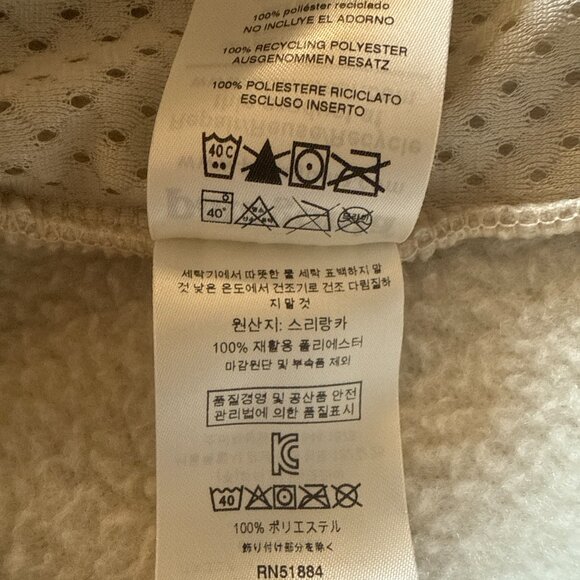 100% poliéster reciclado
NO INCLUYE EL ADORNO
100% RECYCLING POLYESTER
AUSGENOMMEN BESATZ
100% POLIESTERE RICICLATO
ESCLUSO INSERTO
40 C
40°
세탁기에서 따뜻한 물 세탁 표백하지 말
것 낮은 온도에서 건조기로 건조 다림질하
지 말 것
원산지: 스리랑카
100% 재활용 폴리에스터
마감원단 및 부속품 제외
품질경영 및 공산품 안전
관리법에 의한 품질표시
40
100% ポリエステル
飾り付け部分を除く
RN51884